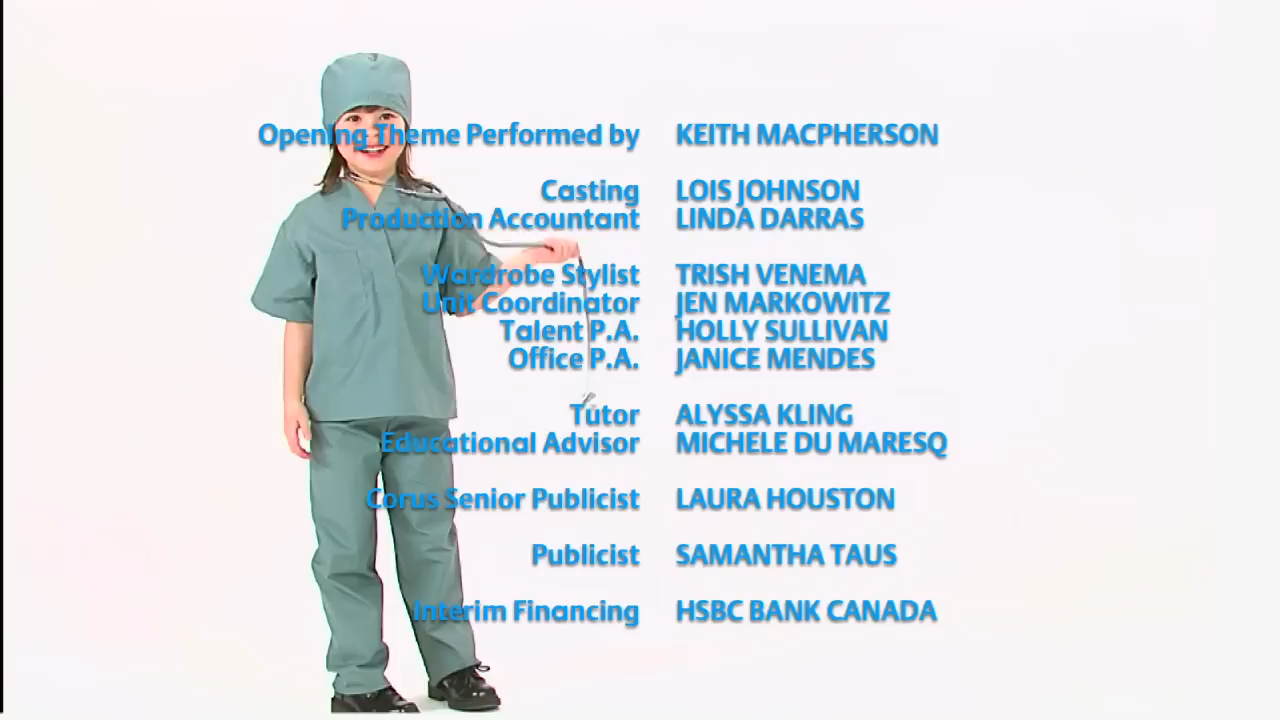 Opening Theme Performed by KEITH MACPHERSON
Casting LOIS JOHNSON
Production Accountant LINDA DARRAS
Wardrobe Stylist TRISH VENEMA
Unit Coordinator JEN MARKOWITZ
Talent P.A. HOLLY SULLIVAN
Office P.A. JANICE MENDES
Tutor ALYSSA KLING
Educational Advisor MICHELE DU MARESQ
Corus Senior Publicist LAURA HOUSTON
Publicist SAMANTHA TAUS
Interim Financing HSBC BANK CANADA